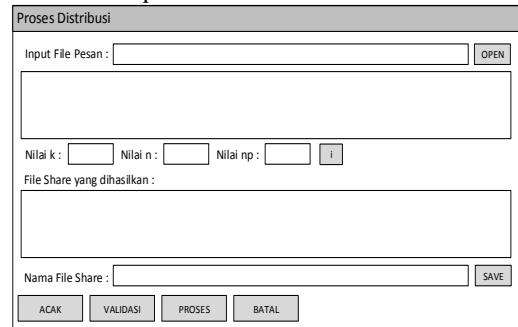 Proses Distribusi
Input File Pesan : OPEN
Nilai k : Nilai n : Nilai np : i
File Share yang dihasilkan :
Nama File Share : SAVE
ACAK VALIDASI PROSES BATAL